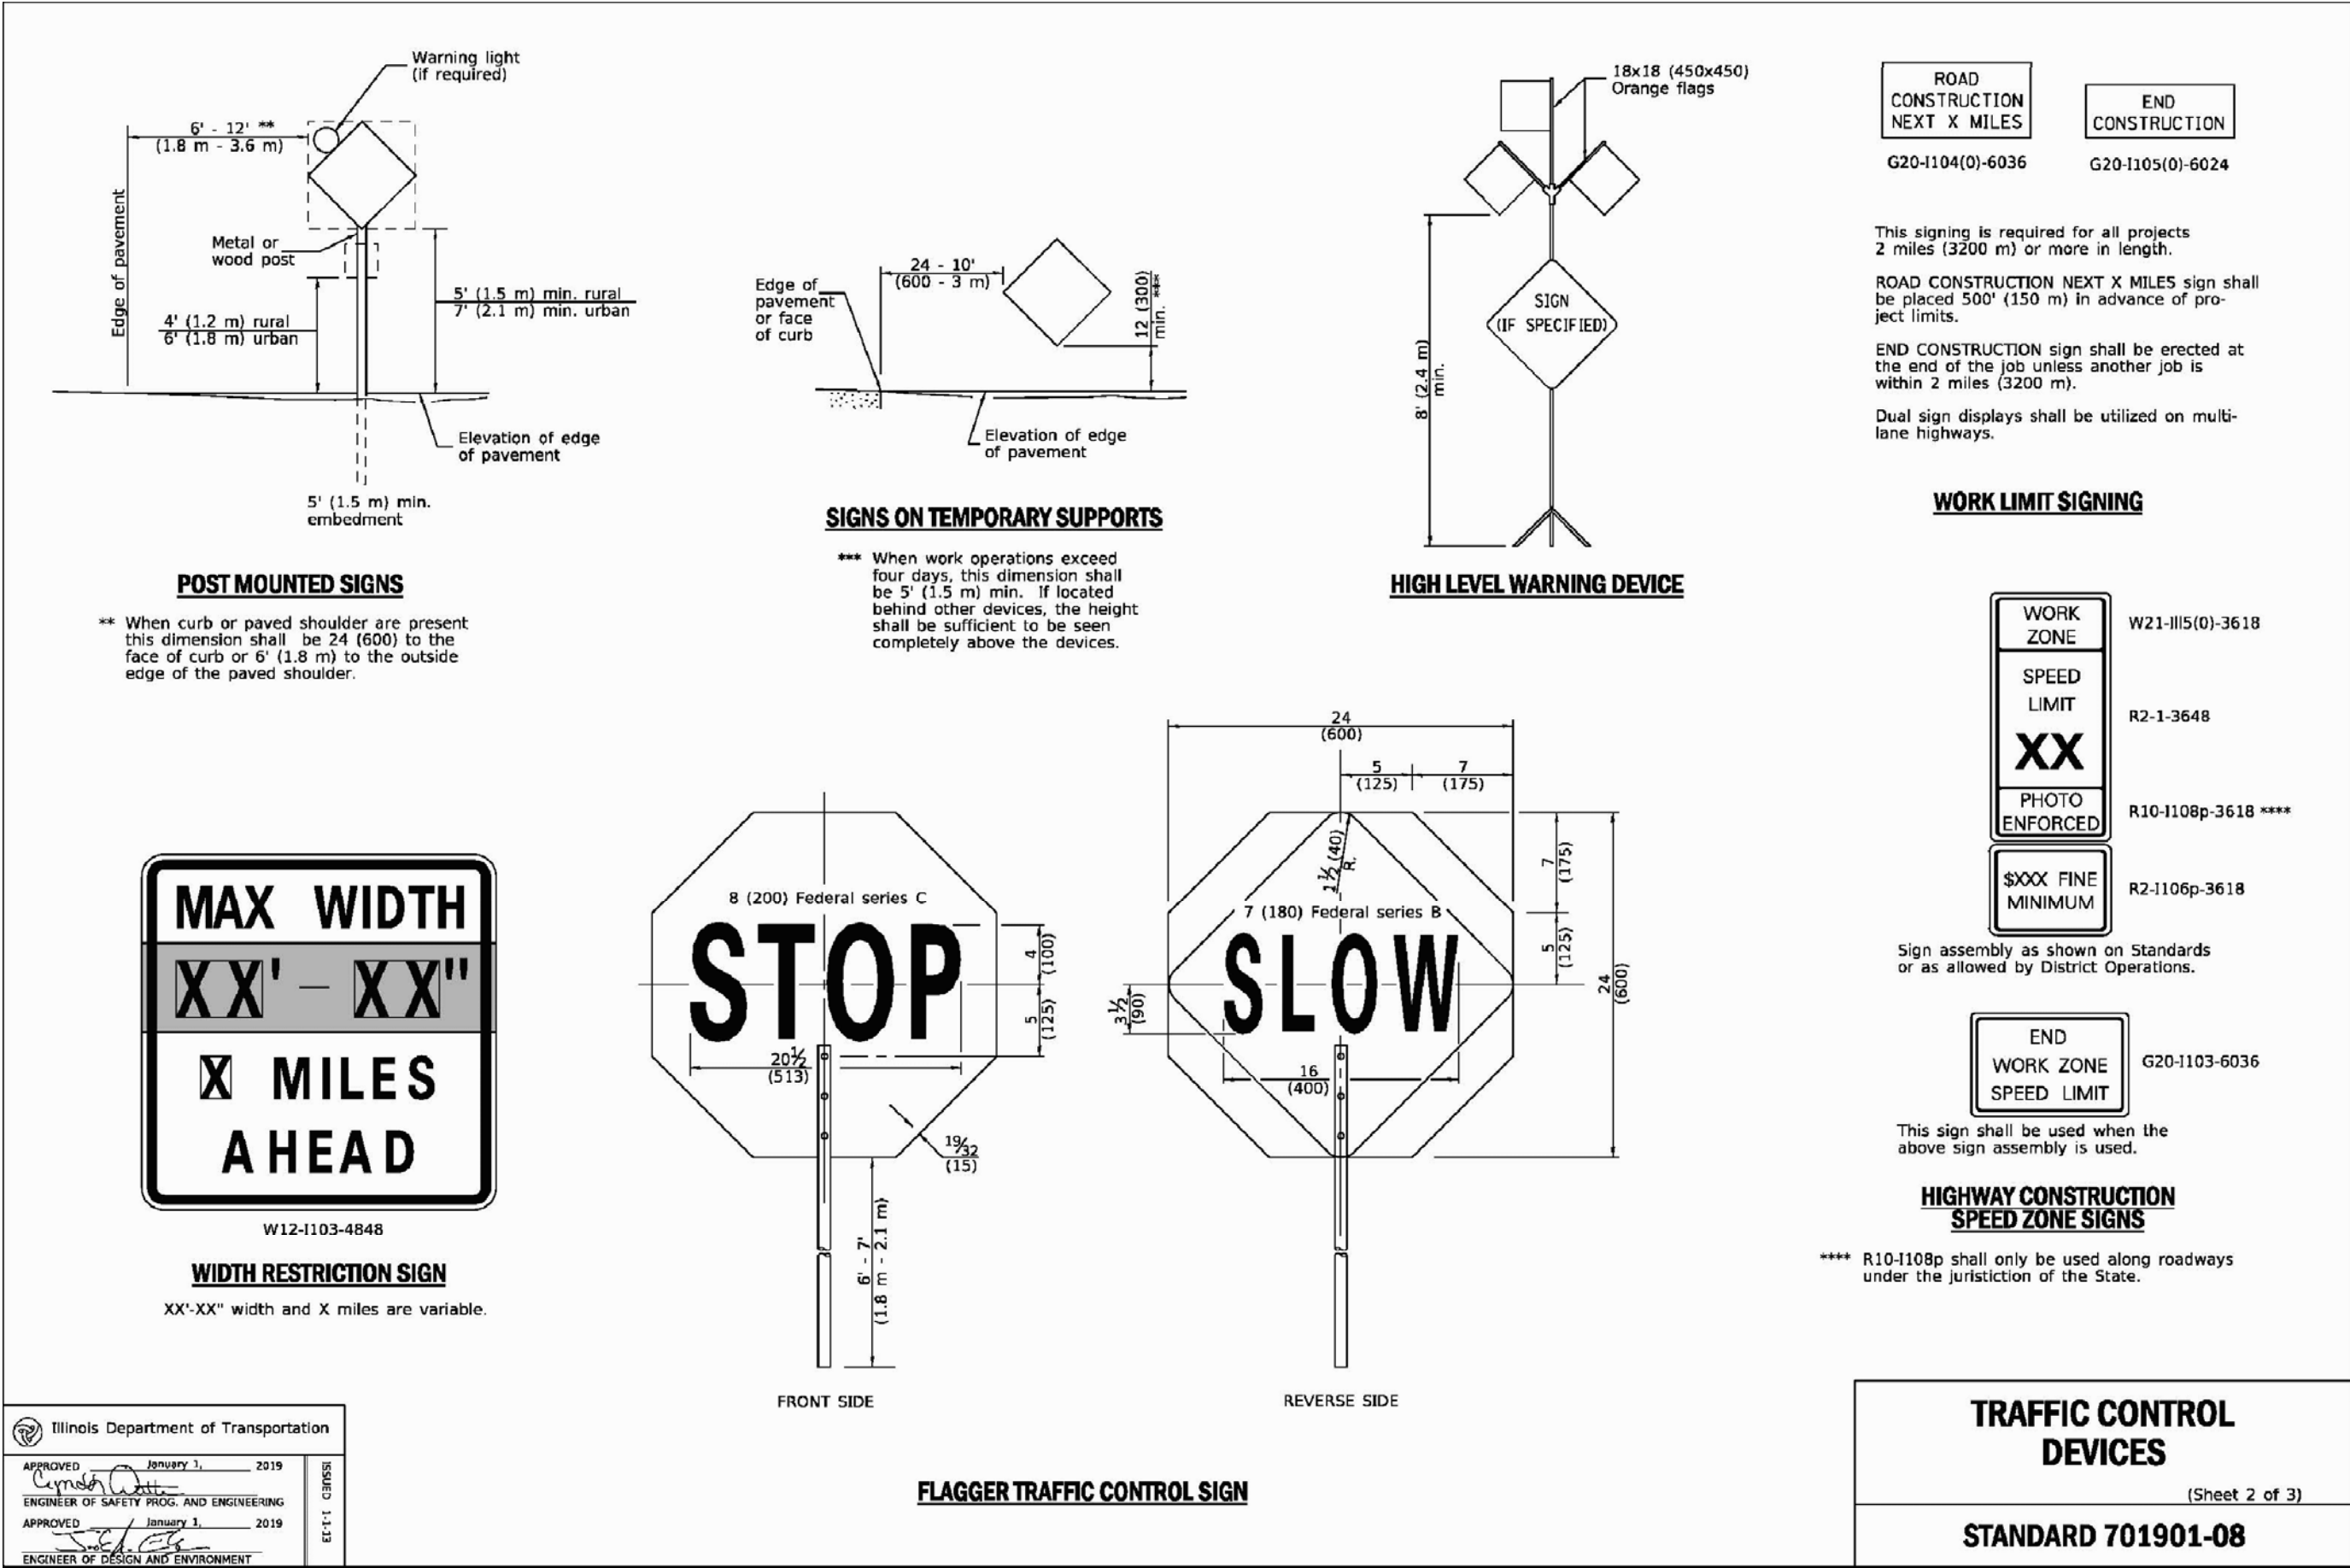 Warning light
(if required)
6' - 12' **
(1.8 m - 3.6 m)
Edge of pavement
Metal or
wood post
4' (1.2 m) rural
6' (1.8 m) urban
5' (1.5 m) min. rural
7' (2.1 m) min. urban
Elevation of edge
of pavement
5' (1.5 m) min.
embedment
POST MOUNTED SIGNS
** When curb or paved shoulder are present
this dimension shall be 24 (600) to the
face of curb or 6' (1.8 m) to the outside
edge of the paved shoulder.
Edge of
pavement
or face
of curb
24 - 10'
(600 - 3 m)
12 (300)
min. ***
Elevation of edge
of pavement
SIGNS ON TEMPORARY SUPPORTS
*** When work operations exceed
four days, this dimension shall
be 5' (1.5 m) min. If located
behind other devices, the height
shall be sufficient to be seen
completely above the devices.
18x18 (450x450)
Orange flags
SIGN
(IF SPECIFIED)
8' (2.4 m)
min.
HIGH LEVEL WARNING DEVICE
ROAD
CONSTRUCTION
NEXT X MILES
G20-I104(0)-6036
END
CONSTRUCTION
G20-I105(0)-6024
This signing is required for all projects
2 miles (3200 m) or more in length.
ROAD CONSTRUCTION NEXT X MILES sign shall
be placed 500' (150 m) in advance of pro-
ject limits.
END CONSTRUCTION sign shall be erected at
the end of the job unless another job is
within 2 miles (3200 m).
Dual sign displays shall be utilized on multi-
lane highways.
WORK LIMIT SIGNING
WORK
ZONE
W21-III5(0)-3618
SPEED
LIMIT
XX
R2-1-3648
PHOTO
ENFORCED
R10-I108p-3618 ****
$XXX FINE
MINIMUM
R2-I106p-3618
Sign assembly as shown on Standards
or as allowed by District Operations.
END
WORK ZONE
SPEED LIMIT
G20-I103-6036
This sign shall be used when the
above sign assembly is used.
HIGHWAY CONSTRUCTION
SPEED ZONE SIGNS
**** R10-I108p shall only be used along roadways
under the juristiction of the State.
MAX WIDTH
XX' - XX"
X MILES
AHEAD
W12-I103-4848
WIDTH RESTRICTION SIGN
XX'-XX" width and X miles are variable.
8 (200) Federal series C
STOP
4
(100)
5
(125)
20½
(513)
19/32
(15)
6' - 7'
(1.8 m - 2.1 m)
FRONT SIDE
24
(600)
5
(125)
7
(175)
1½ (40)
R.
7 (180) Federal series B
SLOW
3½
(90)
16
(400)
7
(175)
5
(125)
24
(600)
REVERSE SIDE
FLAGGER TRAFFIC CONTROL SIGN
Illinois Department of Transportation
APPROVED January 1, 2019
ENGINEER OF SAFETY PROG. AND ENGINEERING
APPROVED January 1, 2019
ENGINEER OF DESIGN AND ENVIRONMENT
ISSUED 1-1-13
TRAFFIC CONTROL
DEVICES
(Sheet 2 of 3)
STANDARD 701901-08